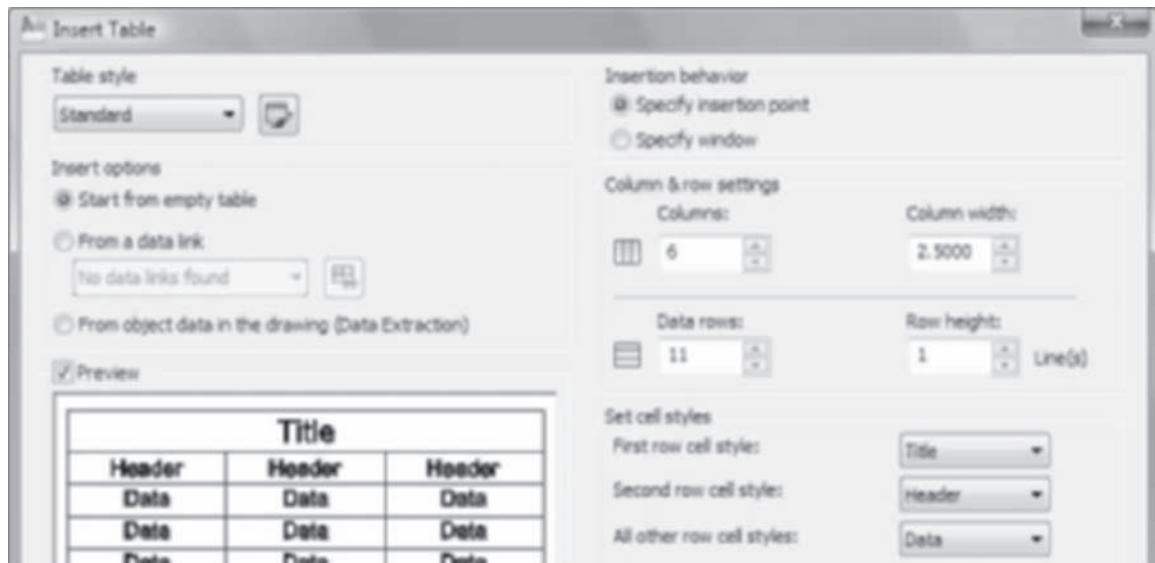 Insert Table
Table style
Standard
Insert options
Start from empty table
From a data link
No data links found
From object data in the drawing (Data Extraction)
Preview
Title
Header Header Header
Data Data Data
Data Data Data
Data Data Data
Insertion behavior
Specify insertion point
Specify window
Column & row settings
Columns: Column width:
6 2.5000
Data rows: Row height:
11 1 Line(s)
Set cell styles
First row cell style: Title
Second row cell style: Header
All other row cell styles: Data